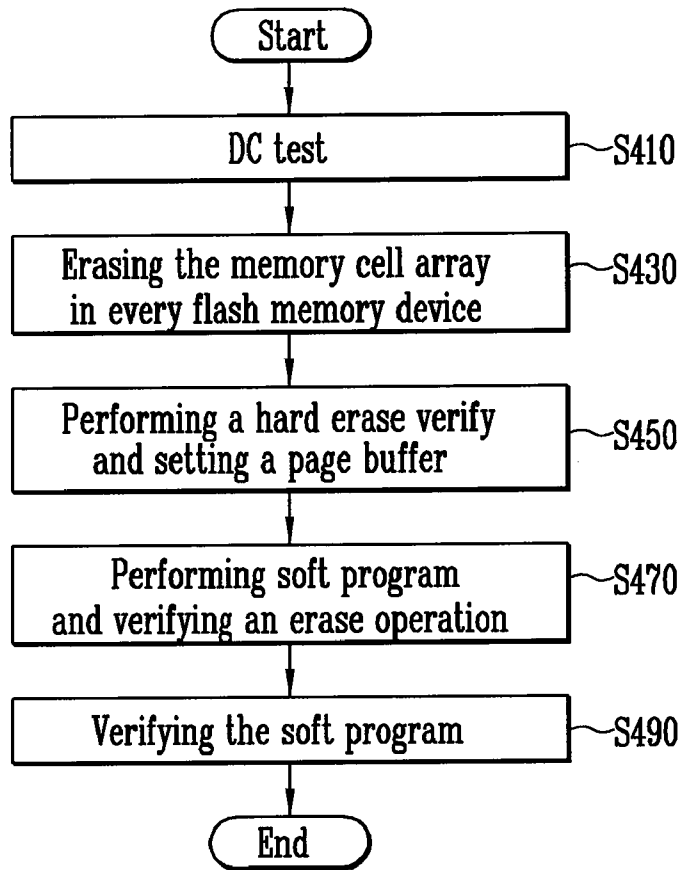 Start
DC test
S410
Erasing the memory cell array
in every flash memory device
S430
Performing a hard erase verify
and setting a page buffer
S450
Performing soft program
and verifying an erase operation
S470
Verifying the soft program
S490
End